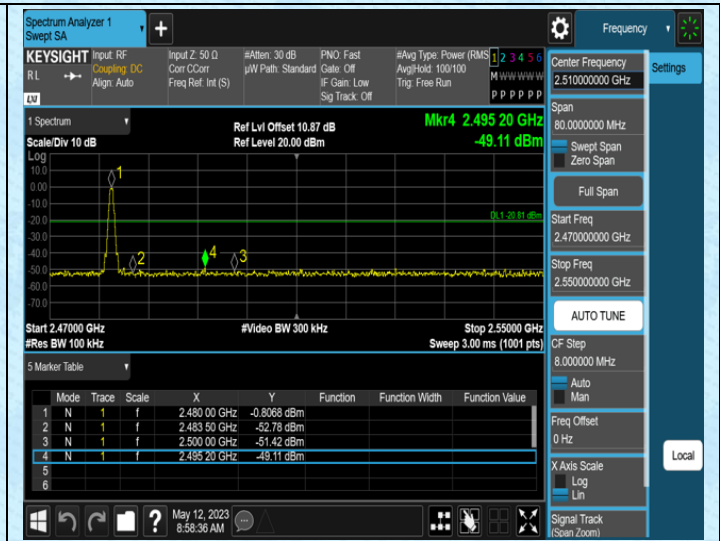 Spectrum Analyzer 1
Swept SA
Frequency
KEYSIGHT
RL
LXI
Input: RF
Coupling: DC
Align: Auto
Input Z: 50 Ω
Corr CCorr
Freq Ref: Int (S)
#Atten: 30 dB
µW Path: Standard
PNO: Fast
Gate: Off
IF Gain: Low
Sig Track: Off
#Avg Type: Power (RMS
Avg|Hold: 100/100
Trig: Free Run
1 2 3 4 5 6
M W W W W W
P P P P P P
Center Frequency
2.510000000 GHz
Settings
1 Spectrum
Scale/Div 10 dB
Ref Lvl Offset 10.87 dB
Ref Level 20.00 dBm
Mkr4 2.495 20 GHz
-49.11 dBm
Log
10.0
0.00
-10.0
-20.0
-30.0
-40.0
-50.0
-60.0
-70.0
1
2
4
3
DL1 -20.81 dBm
Start 2.47000 GHz
#Res BW 100 kHz
#Video BW 300 kHz
Stop 2.55000 GHz
Sweep 3.00 ms (1001 pts)
Span
80.0000000 MHz
Swept Span
Zero Span
Full Span
Start Freq
2.470000000 GHz
Stop Freq
2.550000000 GHz
AUTO TUNE
CF Step
8.000000 MHz
Auto
Man
Freq Offset
0 Hz
X Axis Scale
Log
Lin
Signal Track
(Span Zoom)
Local
5 Marker Table
Mode Trace Scale X Y Function Function Width Function Value
1 N 1 f 2.480 00 GHz -0.8068 dBm
2 N 1 f 2.483 50 GHz -52.78 dBm
3 N 1 f 2.500 00 GHz -51.42 dBm
4 N 1 f 2.495 20 GHz -49.11 dBm
5
6
?
May 12, 2023
8:58:36 AM